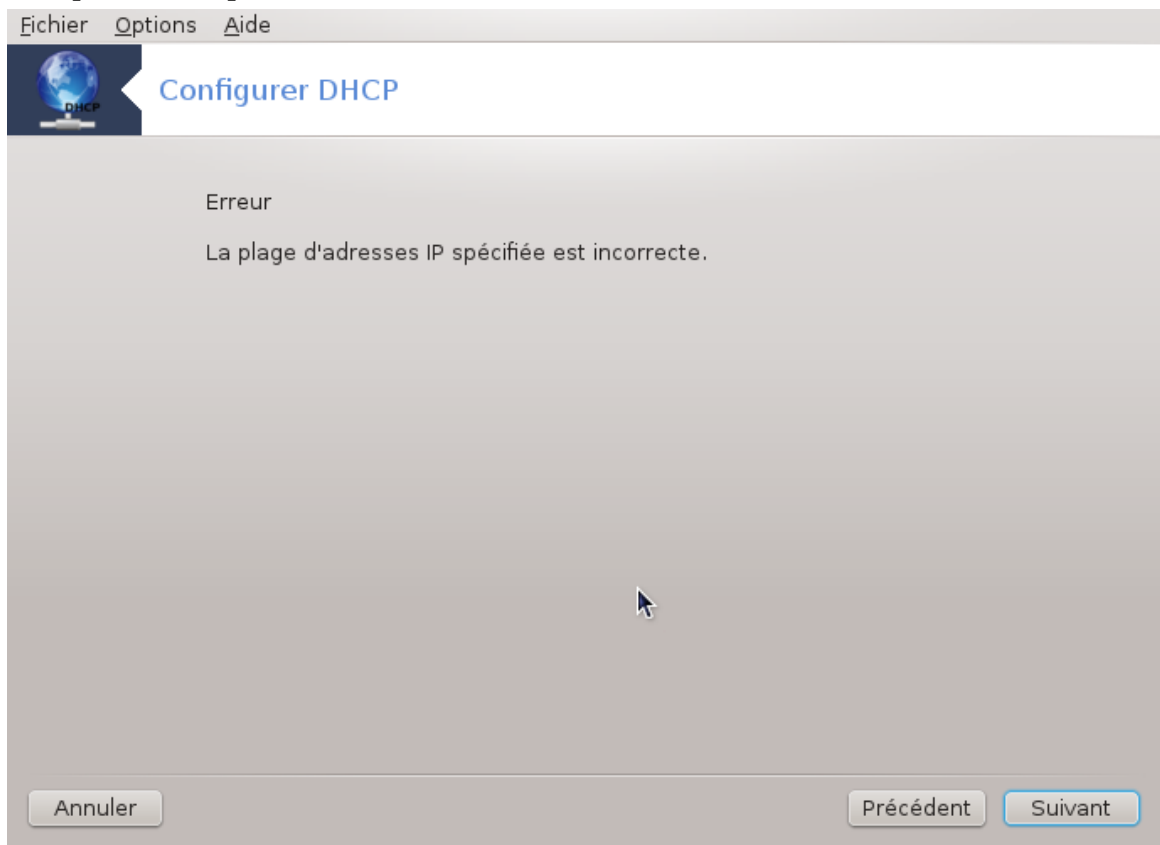 Fichier Options Aide
DHCP
Configurer DHCP
Erreur
La plage d'adresses IP spécifiée est incorrecte.
Annuler Précédent Suivant